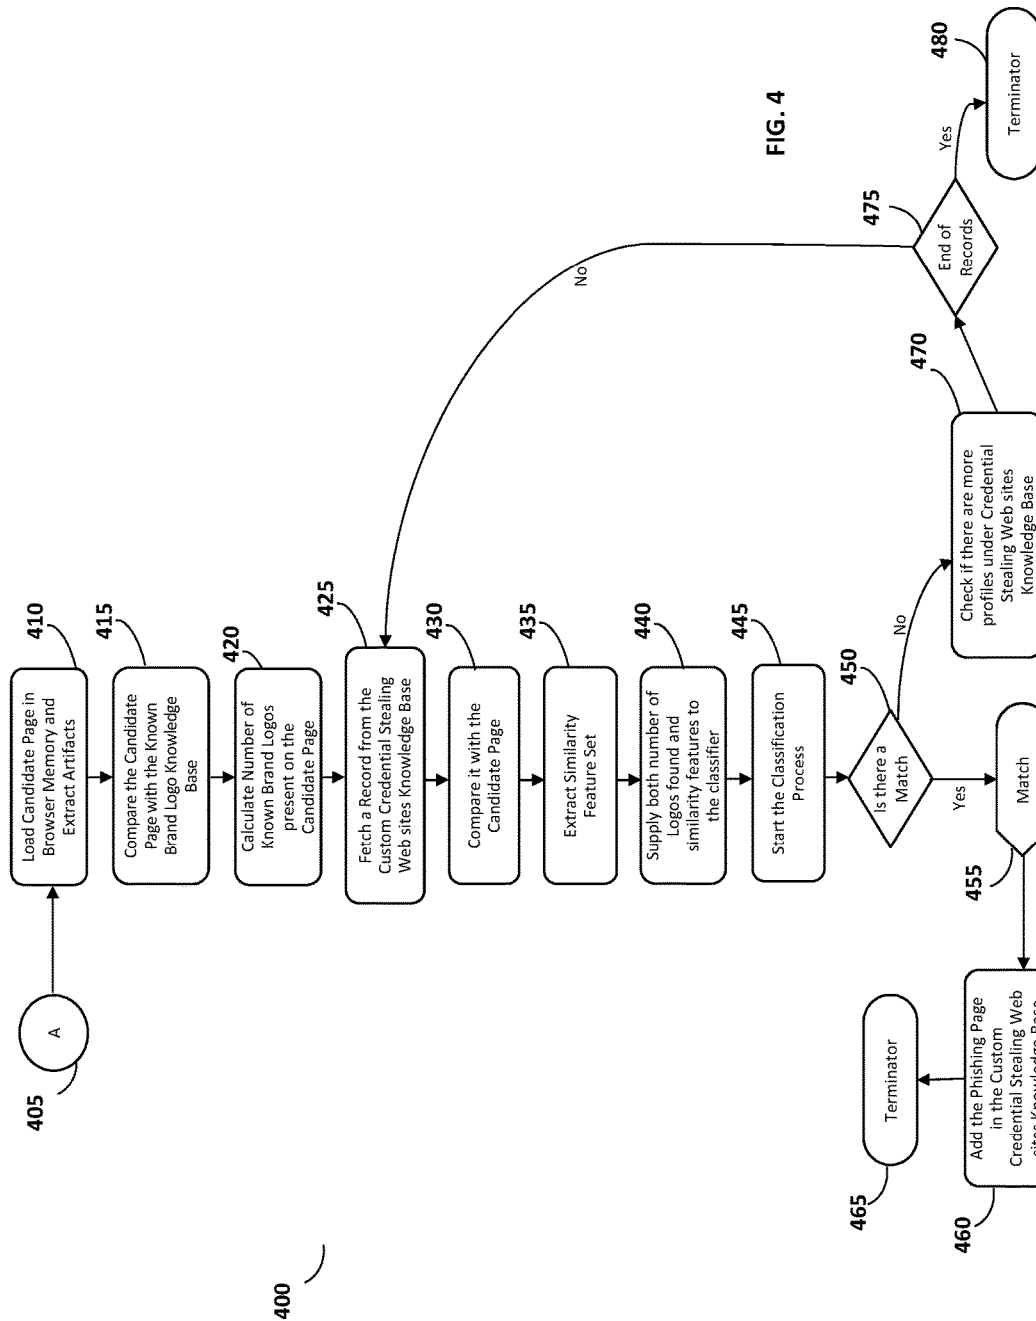 410
Load Candidate Page in
Browser Memory and
Extract Artifacts
A
405
415
Compare the Candidate
Page with the Known
Brand Logo Knowledge
Base
420
Calculate Number of
Known Brand Logos
present on the
Candidate Page
425
Fetch a Record from the
Custom Credential Stealing
Web sites Knowledge Base
430
Compare it with the
Candidate Page
435
Extract Similarity
Feature Set
440
Supply both number of
Logos found and
similarity features to
the classifier
445
Start the Classification
Process
450
Is there a
Match
No
Yes
Match
455
Add the Phishing Page
in the Custom
Credential Stealing Web
sites Knowledge Base
460
Terminator
465
470
Check if there are more
profiles under Credential
Stealing Web sites
Knowledge Base
475
End of
Records
No
Yes
480
Terminator
400
FIG. 4